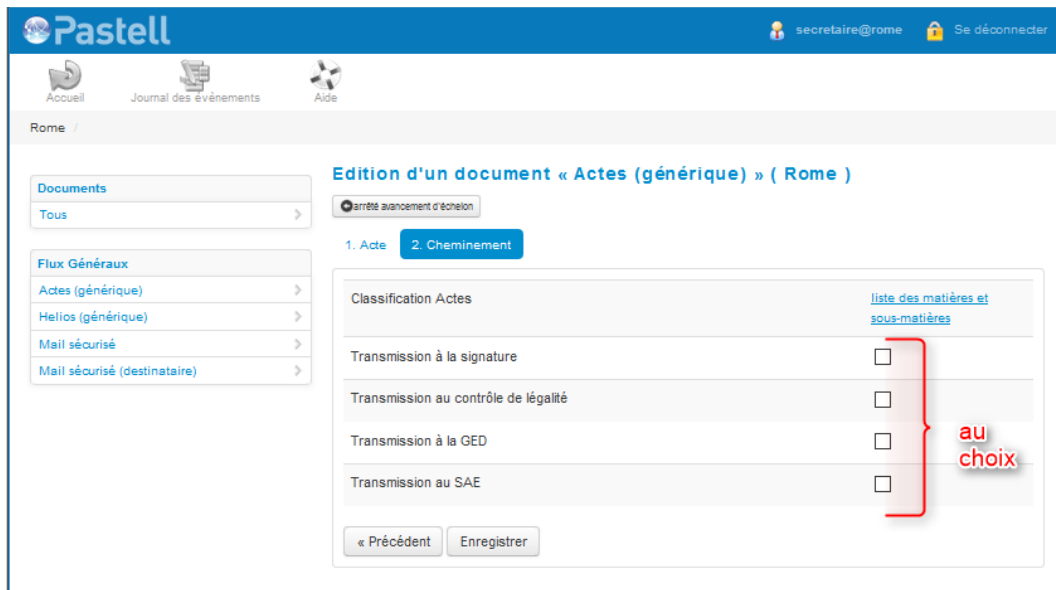 Pastell
secretaire@rome
Se déconnecter
Accueil
Journal des événements
Aide
Rome /
Documents
Tous
Flux Généraux
Actes (générique)
Helios (générique)
Mail sécurisé
Mail sécurisé (destinataire)
Edition d'un document « Actes (générique) » ( Rome )
arrêté avancement d'échelon
1. Acte
2. Cheminement
Classification Actes
liste des matières et
sous-matières
Transmission à la signature
Transmission au contrôle de légalité
Transmission à la GED
Transmission au SAE
au
choix
« Précédent
Enregistrer